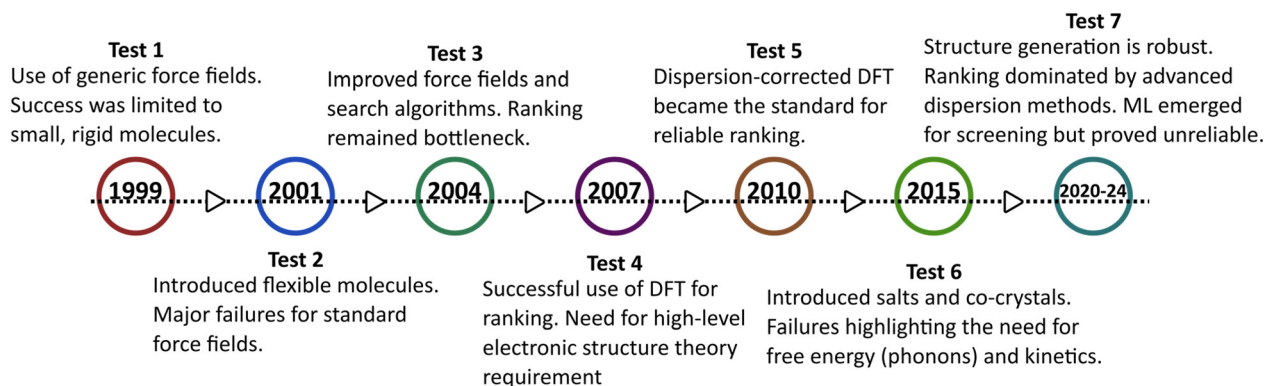 Test 1
Use of generic force fields.
Success was limited to
small, rigid molecules.
1999
Test 2
Introduced flexible molecules.
Major failures for standard
force fields.
2001
Test 3
Improved force fields and
search algorithms. Ranking
remained bottleneck.
2004
Test 4
Successful use of DFT for
ranking. Need for high-level
electronic structure theory
requirement
2007
Test 5
Dispersion-corrected DFT
became the standard for
reliable ranking.
2010
Test 6
Introduced salts and co-crystals.
Failures highlighting the need for
free energy (phonons) and kinetics.
2015
Test 7
Structure generation is robust.
Ranking dominated by advanced
dispersion methods. ML emerged
for screening but proved unreliable.
2020-24